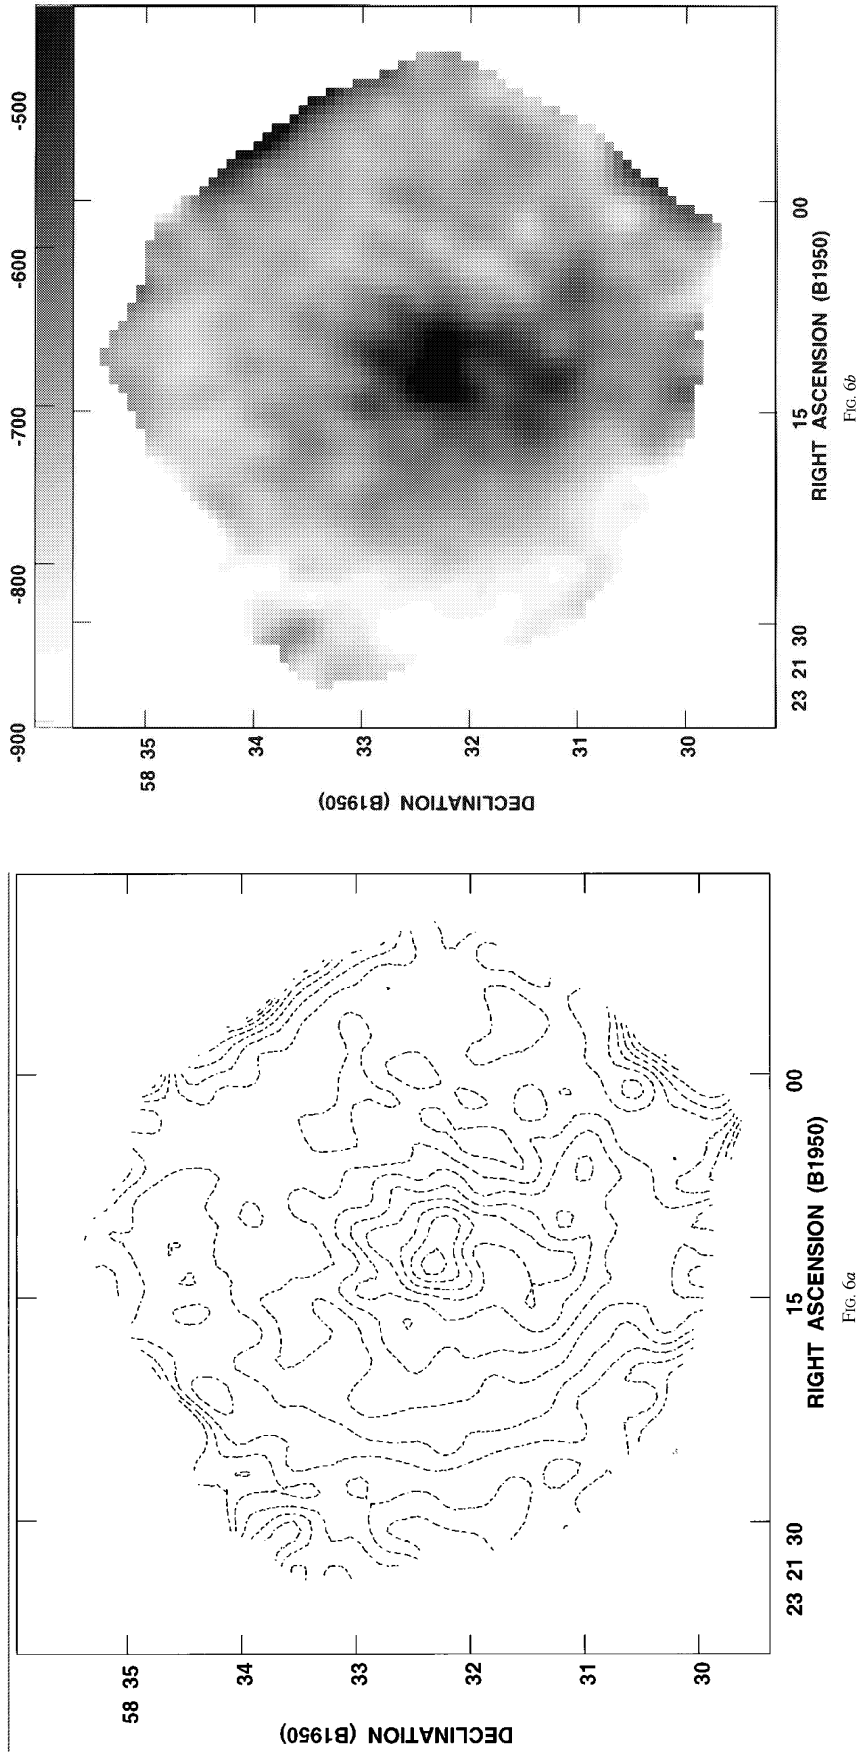 -900 -800 -700 -600 -500
58 35
34
33
32
31
30
DECLINATION (B1950)
23 21 30 15 00
RIGHT ASCENSION (B1950)
FIG. 6b
58 35
34
33
32
31
30
DECLINATION (B1950)
23 21 30 15 00
RIGHT ASCENSION (B1950)
FIG. 6a